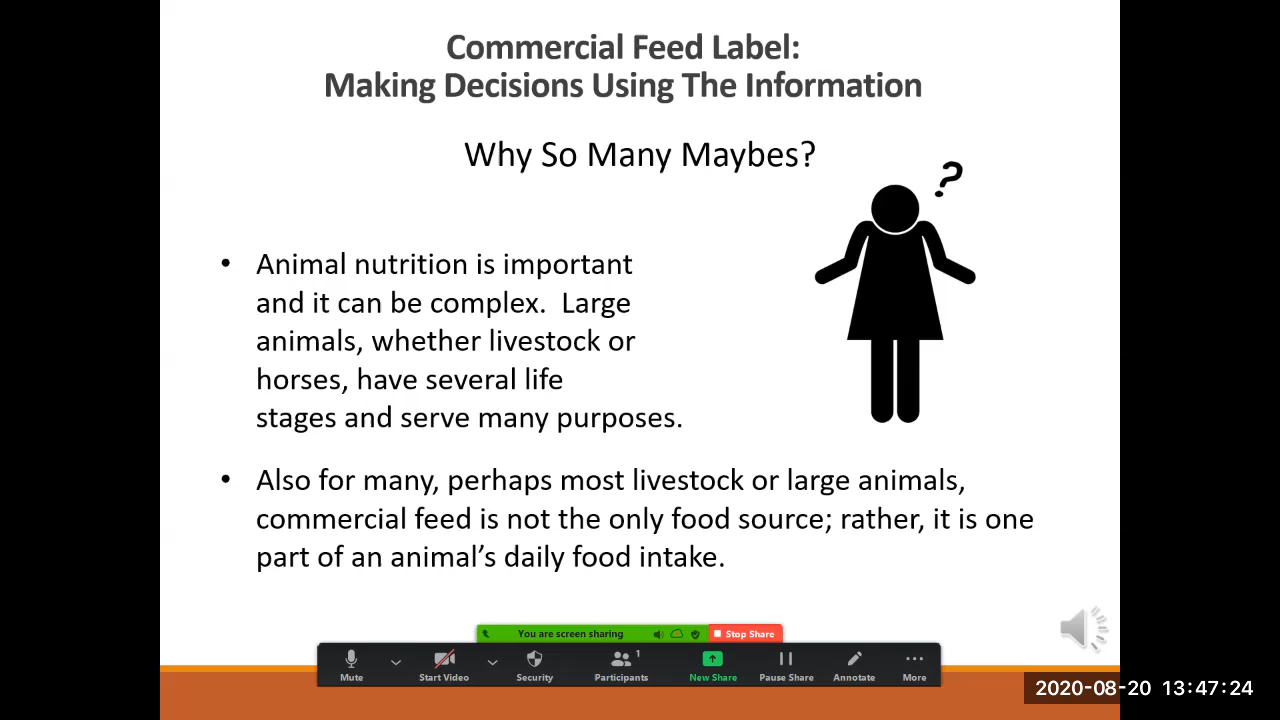 Commercial Feed Label:
Making Decisions Using The Information
Why So Many Maybes?
?
• Animal nutrition is important
and it can be complex.  Large
animals, whether livestock or
horses, have several life
stages and serve many purposes.
• Also for many, perhaps most livestock or large animals,
commercial feed is not the only food source; rather, it is one
part of an animal's daily food intake.
You are screen sharing
Stop Share
1
Mute Start Video Security Participants New Share Pause Share Annotate More
2020-08-20 13:47:24